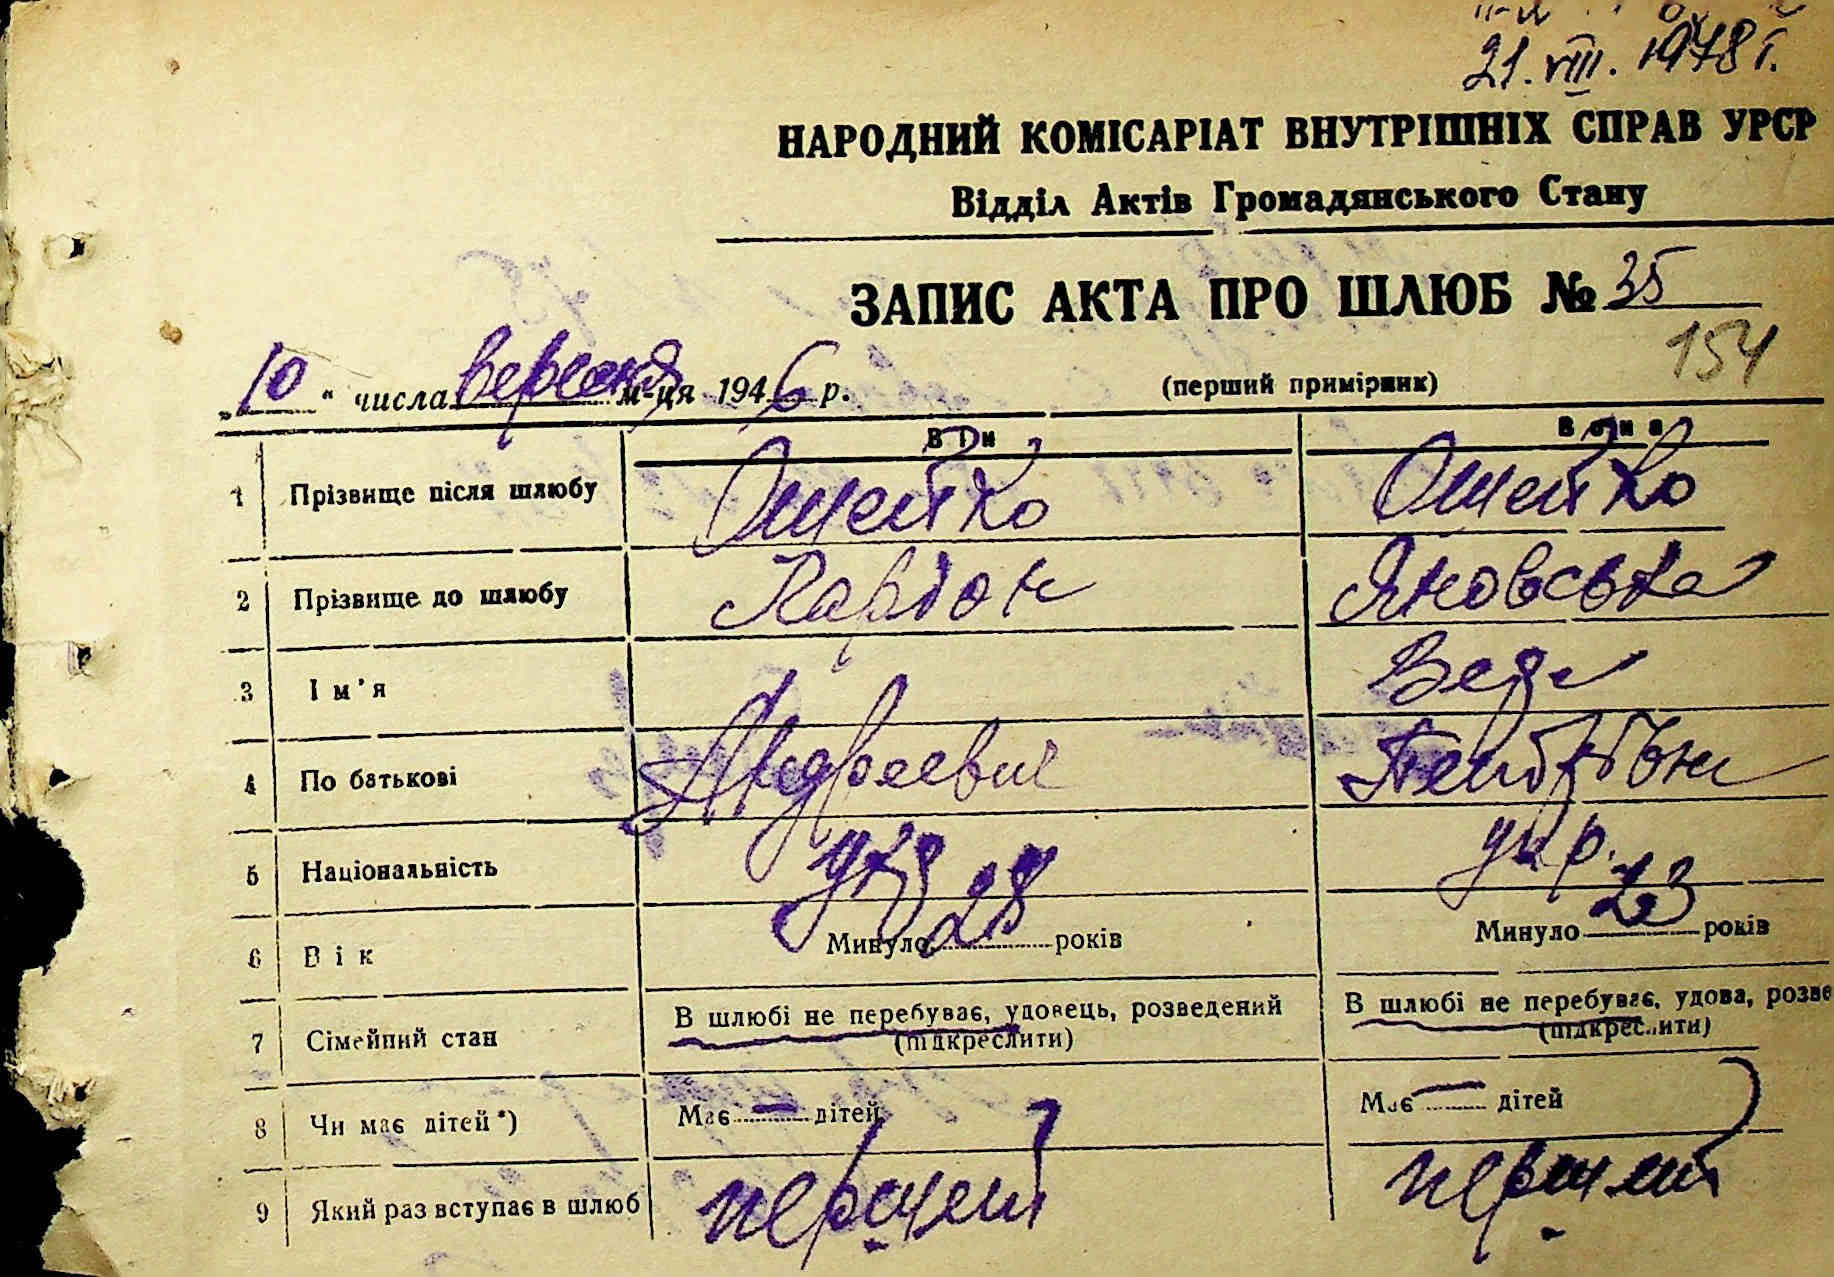 21.VIII.1978 г.
НАРОДНИЙ КОМІСАРІАТ ВНУТРІШНІХ СПРАВ УРСР
Відділ Актів Громадянського Стану
ЗАПИС АКТА ПРО ШЛЮБ № 35
154
„10“ числа вересня м-ця 1946 р. (перший примірник)
Він Вона
1 Прізвище після шлюбу Ошейко Ошейко
2 Прізвище до шлюбу Яновська
3 Ім'я
4 По батькові Андреевич
5 Національність укр укр.
6 Вік Минуло 28 років Минуло 23 років
7 Сімейний стан В шлюбі не перебуває, удовець, розведений В шлюбі не перебуває, удова, розве
(підкреслити) (підкреслити)
8 Чи має дітей *) Має — дітей Має — дітей
9 Який раз вступає в шлюб первией первией